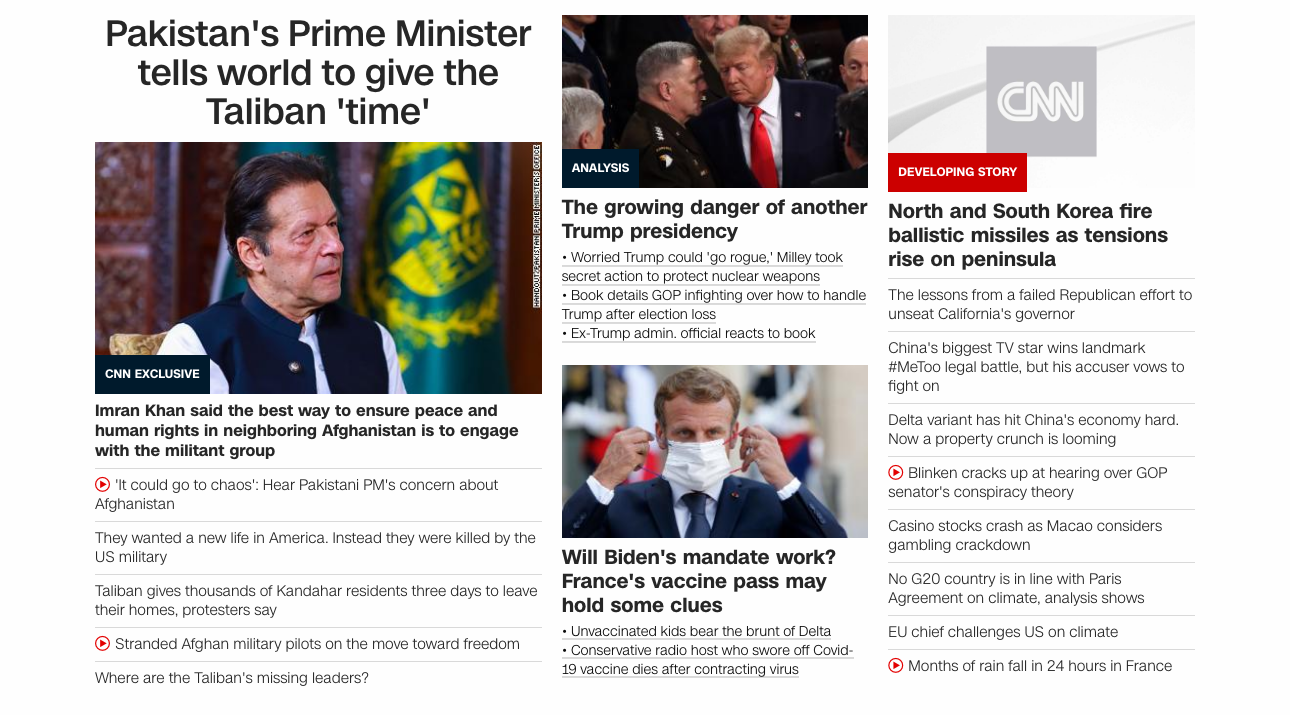 Pakistan's Prime Minister
tells world to give the
Taliban 'time'
HANDOUT/PAKISTAN PRIME MINISTER'S OFFICE
CNN EXCLUSIVE
Imran Khan said the best way to ensure peace and
human rights in neighboring Afghanistan is to engage
with the militant group
'It could go to chaos': Hear Pakistani PM's concern about
Afghanistan
They wanted a new life in America. Instead they were killed by the
US military
Taliban gives thousands of Kandahar residents three days to leave
their homes, protesters say
Stranded Afghan military pilots on the move toward freedom
Where are the Taliban's missing leaders?
ANALYSIS
The growing danger of another
Trump presidency
• Worried Trump could 'go rogue,' Milley took
secret action to protect nuclear weapons
• Book details GOP infighting over how to handle
Trump after election loss
• Ex-Trump admin. official reacts to book
Will Biden's mandate work?
France's vaccine pass may
hold some clues
• Unvaccinated kids bear the brunt of Delta
• Conservative radio host who swore off Covid-
19 vaccine dies after contracting virus
CNN
DEVELOPING STORY
North and South Korea fire
ballistic missiles as tensions
rise on peninsula
The lessons from a failed Republican effort to
unseat California's governor
China's biggest TV star wins landmark
#MeToo legal battle, but his accuser vows to
fight on
Delta variant has hit China's economy hard.
Now a property crunch is looming
Blinken cracks up at hearing over GOP
senator's conspiracy theory
Casino stocks crash as Macao considers
gambling crackdown
No G20 country is in line with Paris
Agreement on climate, analysis shows
EU chief challenges US on climate
Months of rain fall in 24 hours in France